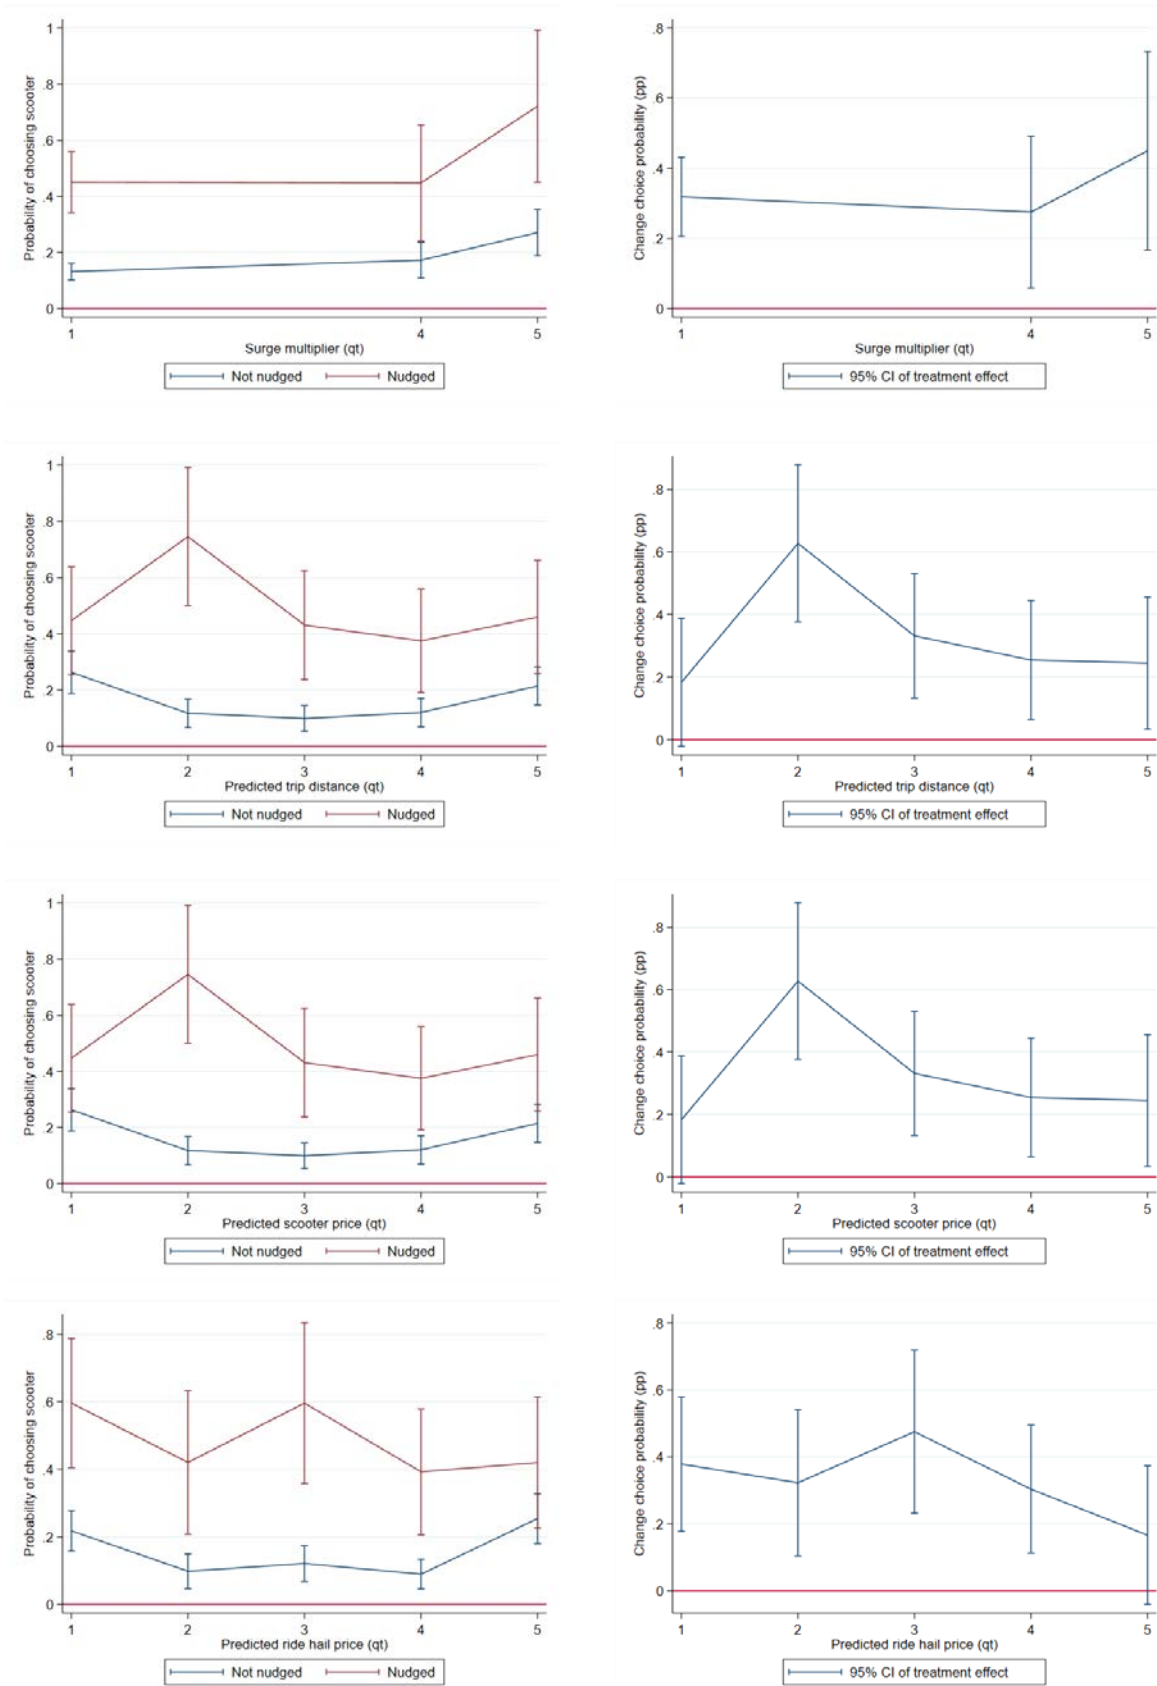 Probability of choosing scooter
1
.8
.6
.4
.2
0
1 4 5
Surge multiplier (qt)
Not nudged Nudged
Change choice probability (pp)
.8
.6
.4
.2
0
1 4 5
Surge multiplier (qt)
95% CI of treatment effect
Probability of choosing scooter
1
.8
.6
.4
.2
0
1 2 3 4 5
Predicted trip distance (qt)
Not nudged Nudged
Change choice probability (pp)
.8
.6
.4
.2
0
1 2 3 4 5
Predicted trip distance (qt)
95% CI of treatment effect
Probability of choosing scooter
1
.8
.6
.4
.2
0
1 2 3 4 5
Predicted scooter price (qt)
Not nudged Nudged
Change choice probability (pp)
.8
.6
.4
.2
0
1 2 3 4 5
Predicted scooter price (qt)
95% CI of treatment effect
Probability of choosing scooter
.8
.6
.4
.2
0
1 2 3 4 5
Predicted ride hail price (qt)
Not nudged Nudged
Change choice probability (pp)
.8
.6
.4
.2
0
1 2 3 4 5
Predicted ride hail price (qt)
95% CI of treatment effect